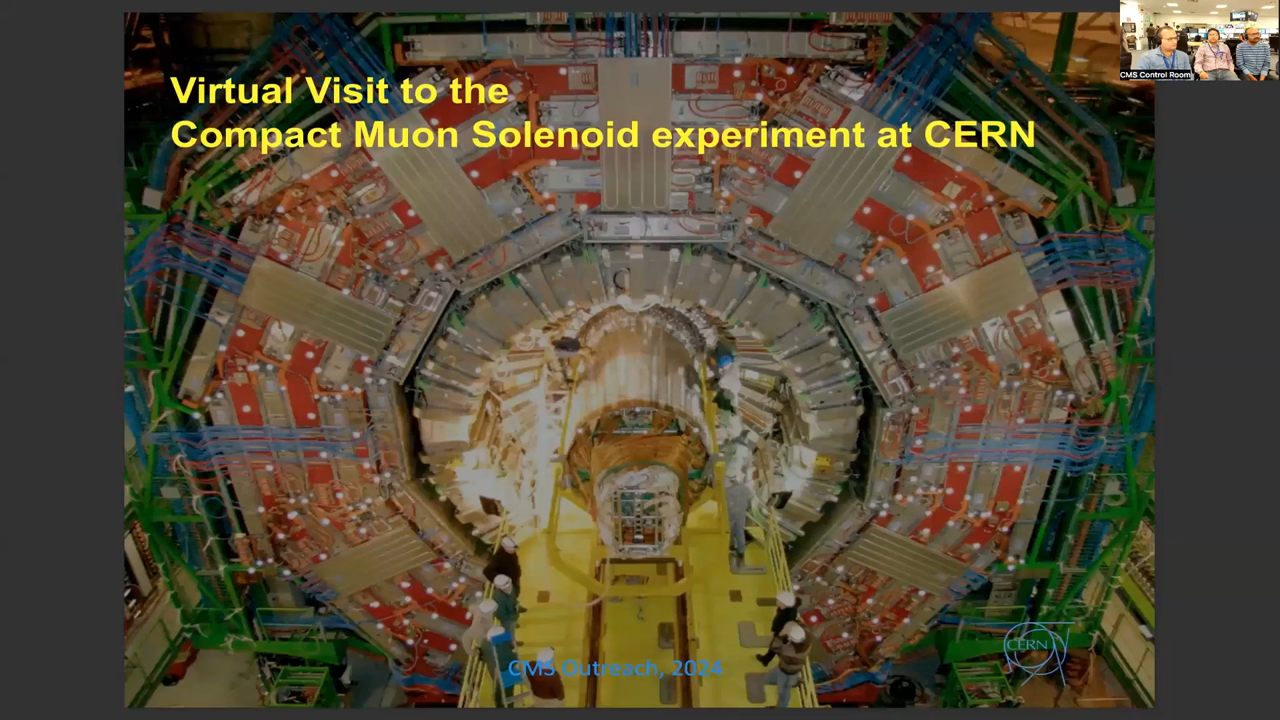 Virtual Visit to the
Compact Muon Solenoid experiment at CERN
CMS Control Room
CMS Outreach, 2024
CERN